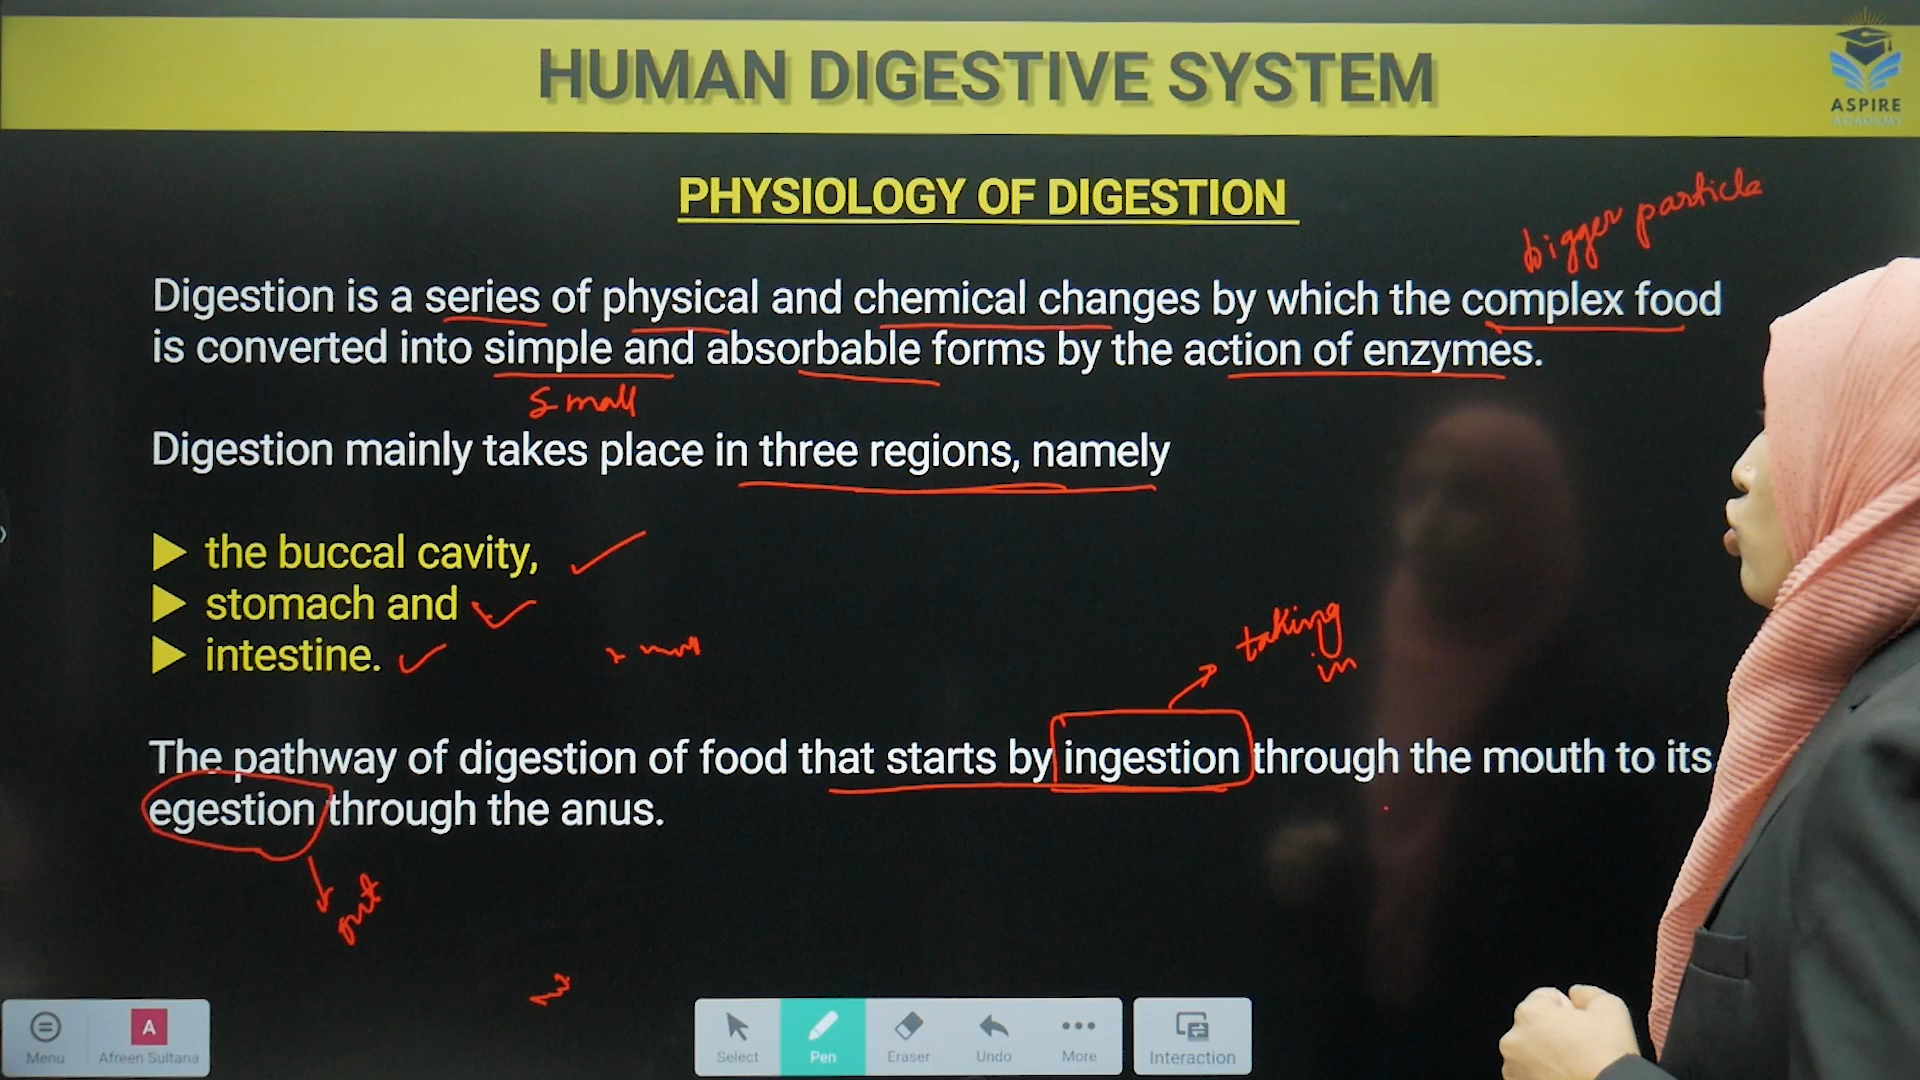 HUMAN DIGESTIVE SYSTEM
ASPIRE
ACADEMY
PHYSIOLOGY OF DIGESTION
bigger particle
Digestion is a series of physical and chemical changes by which the complex food
is converted into simple and absorbable forms by the action of enzymes.
small
Digestion mainly takes place in three regions, namely
the buccal cavity,
stomach and
intestine.
taking
in
The pathway of digestion of food that starts by ingestion through the mouth to its
egestion through the anus.
out
Menu
A
Afreen Sultana
Select
Pen
Eraser
Undo
More
Interaction